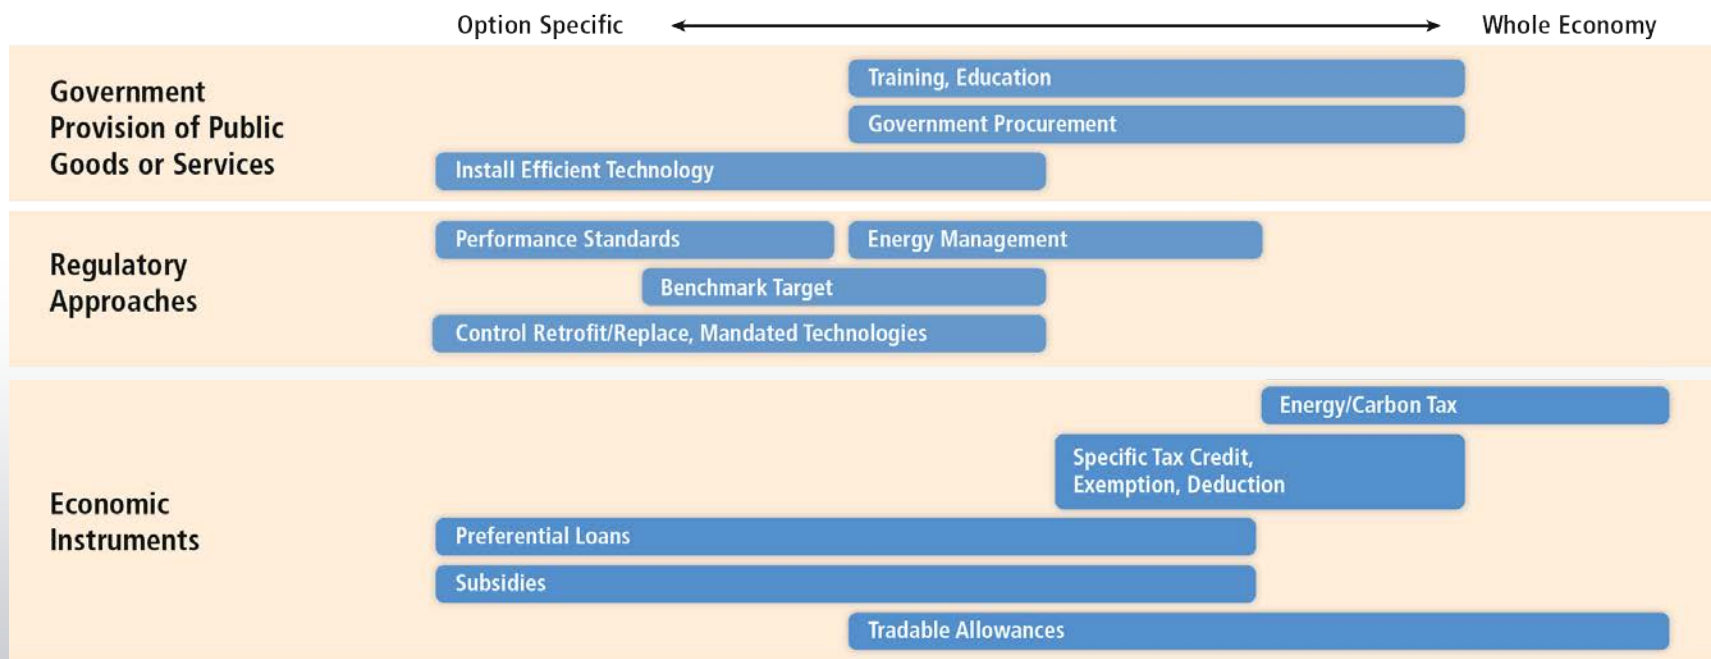 Option Specific
Whole Economy
Government
Provision of Public
Goods or Services
Training, Education
Government Procurement
Install Efficient Technology
Regulatory
Approaches
Performance Standards
Energy Management
Benchmark Target
Control Retrofit/Replace, Mandated Technologies
Economic
Instruments
Energy/Carbon Tax
Specific Tax Credit,
Exemption, Deduction
Preferential Loans
Subsidies
Tradable Allowances